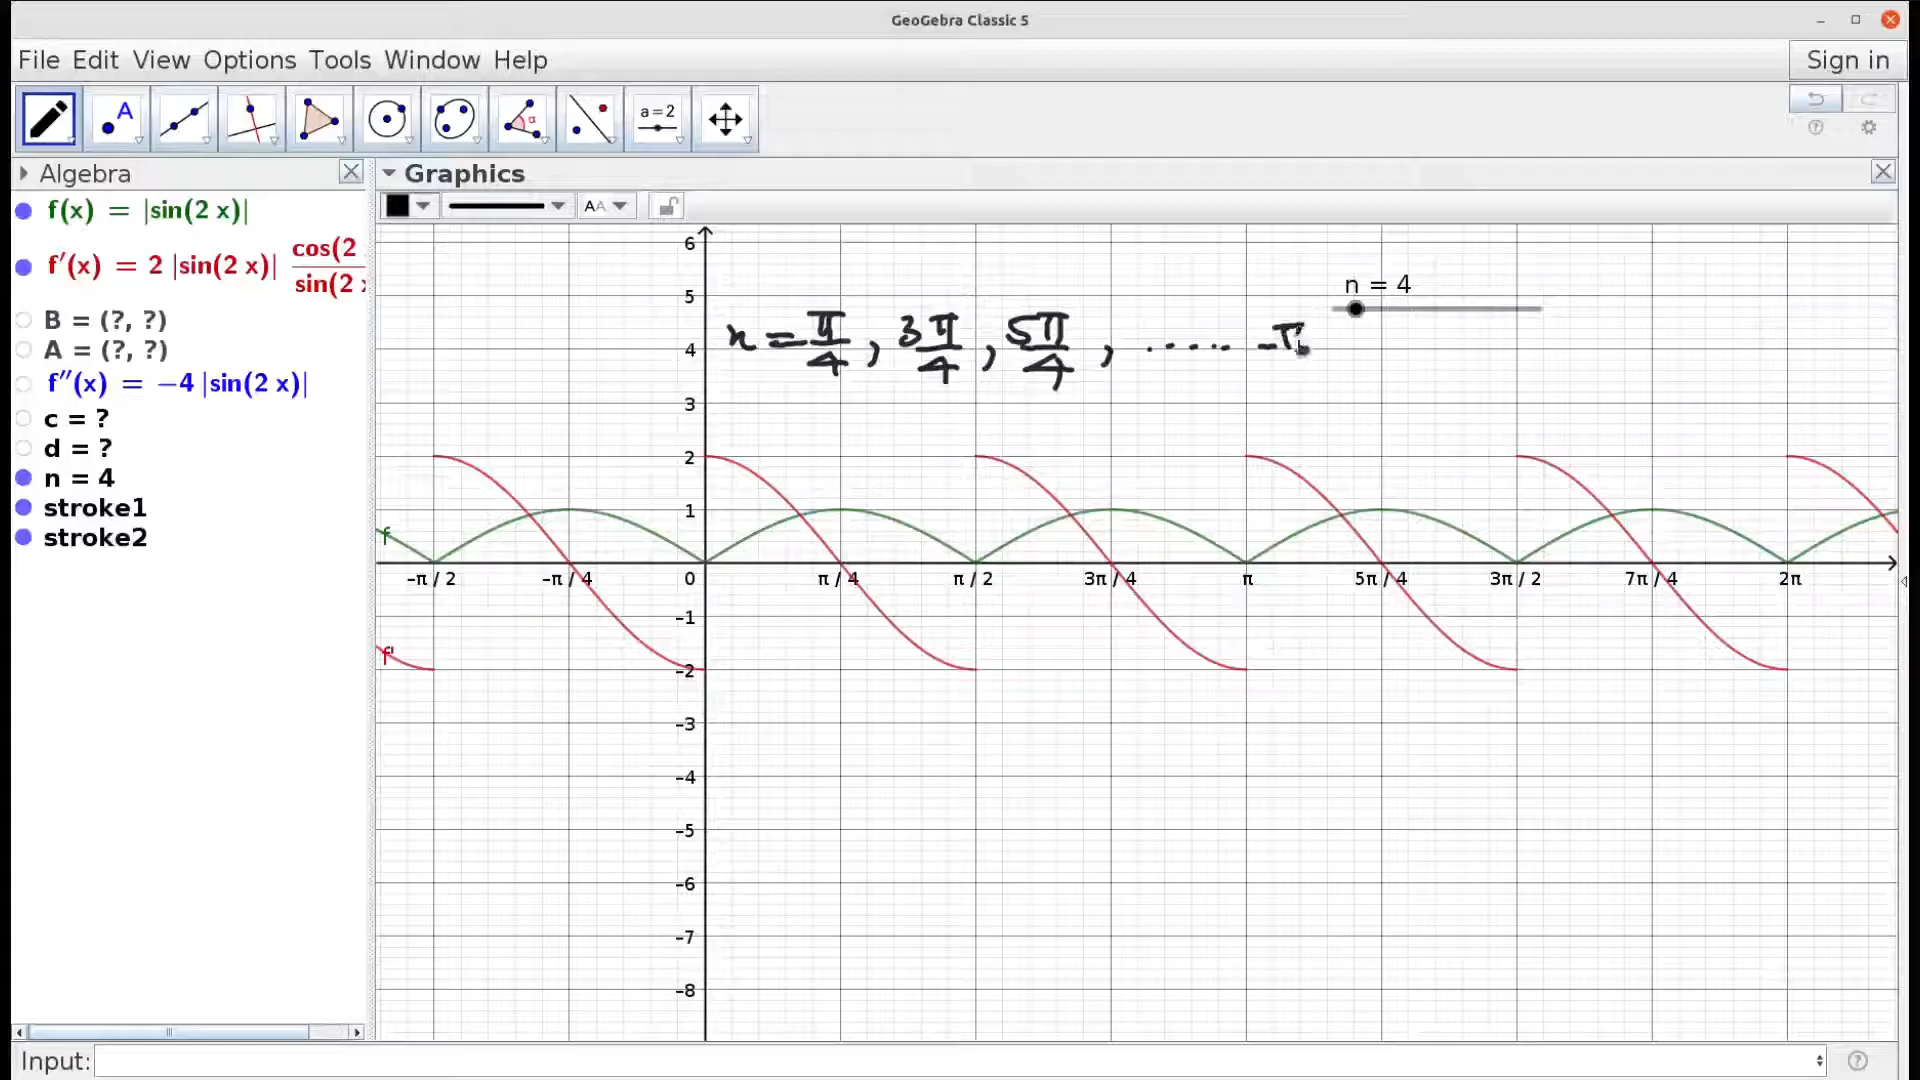 GeoGebra Classic 5
File Edit View Options Tools Window Help
Sign in
A
α
a=2
Algebra
Graphics
AA
f(x) = |sin(2 x)|
f′(x) = 2 |sin(2 x)| cos(2 / sin(2 x
B = (?, ?)
A = (?, ?)
f″(x) = −4 |sin(2 x)|
c = ?
d = ?
n = 4
stroke1
stroke2
n = 4
x = π/4 , 3π/4 , 5π/4 , ..... -π
6
5
4
3
2
1
0
−1
−2
−3
−4
−5
−6
−7
−8
−π / 2 −π / 4 π / 4 π / 2 3π / 4 π 5π / 4 3π / 2 7π / 4 2π
f
f'
Input: